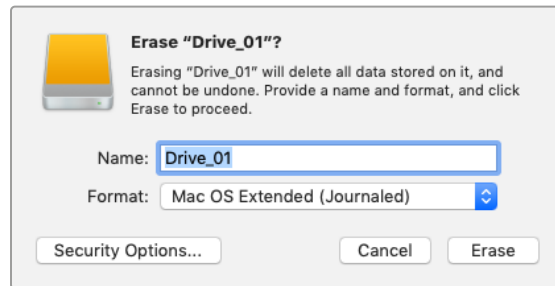 Erase “Drive_01”?
Erasing “Drive_01” will delete all data stored on it, and
cannot be undone. Provide a name and format, and click
Erase to proceed.
Name: Drive_01
Format: Mac OS Extended (Journaled)
Security Options... Cancel Erase